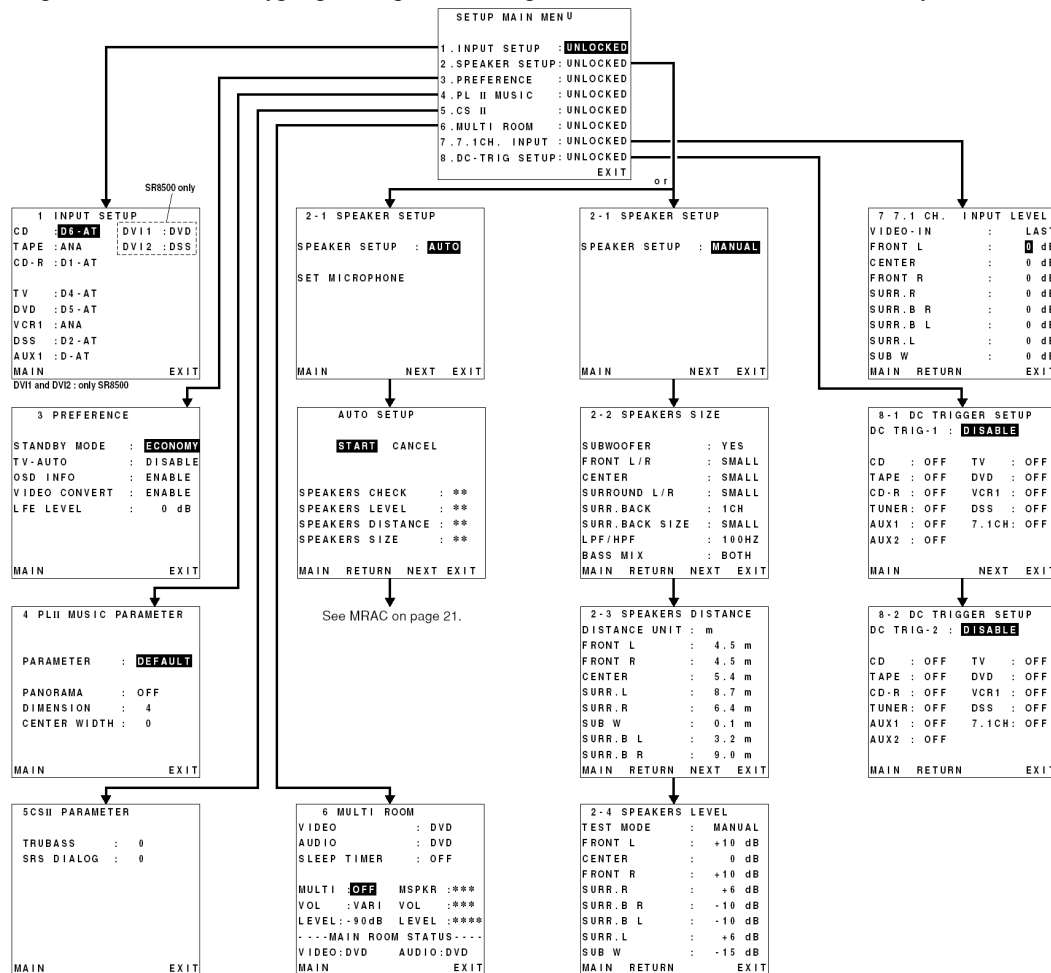 SETUP MAIN MENU
1.INPUT SETUP :UNLOCKED
2.SPEAKER SETUP:UNLOCKED
3.PREFERENCE :UNLOCKED
4.PL II MUSIC :UNLOCKED
5.CS II :UNLOCKED
6.MULTI ROOM :UNLOCKED
7.7.1CH. INPUT :UNLOCKED
8.DC-TRIG SETUP:UNLOCKED
EXIT
or
SR8500 only
1 INPUT SETUP
CD :D6-AT DVI1 :DVD
TAPE :ANA DVI2 :DSS
CD-R :D1-AT
TV :D4-AT
DVD :D5-AT
VCR1 :ANA
DSS :D2-AT
AUX1 :D-AT
MAIN EXIT
DVI1 and DVI2 : only SR8500
2-1 SPEAKER SETUP
SPEAKER SETUP : AUTO
SET MICROPHONE
MAIN NEXT EXIT
2-1 SPEAKER SETUP
SPEAKER SETUP : MANUAL
MAIN NEXT EXIT
7 7.1 CH. INPUT LEVEL
VIDEO-IN : LAST
FRONT L : 0 dB
CENTER : 0 dB
FRONT R : 0 dB
SURR.R : 0 dB
SURR.B R : 0 dB
SURR.B L : 0 dB
SURR.L : 0 dB
SUB W : 0 dB
MAIN RETURN EXIT
3 PREFERENCE
STANDBY MODE : ECONOMY
TV-AUTO : DISABLE
OSD INFO : ENABLE
VIDEO CONVERT : ENABLE
LFE LEVEL : 0 dB
MAIN EXIT
AUTO SETUP
START CANCEL
SPEAKERS CHECK : **
SPEAKERS LEVEL : **
SPEAKERS DISTANCE : **
SPEAKERS SIZE : **
MAIN RETURN NEXT EXIT
See MRAC on page 21.
2-2 SPEAKERS SIZE
SUBWOOFER : YES
FRONT L/R : SMALL
CENTER : SMALL
SURROUND L/R : SMALL
SURR.BACK : 1CH
SURR.BACK SIZE : SMALL
LPF/HPF : 100HZ
BASS MIX : BOTH
MAIN RETURN NEXT EXIT
8-1 DC TRIGGER SETUP
DC TRIG-1 : DISABLE
CD : OFF TV : OFF
TAPE : OFF DVD : OFF
CD-R : OFF VCR1 : OFF
TUNER: OFF DSS : OFF
AUX1 : OFF 7.1CH: OFF
AUX2 : OFF
MAIN NEXT EXIT
4 PLII MUSIC PARAMETER
PARAMETER : DEFAULT
PANORAMA : OFF
DIMENSION : 4
CENTER WIDTH : 0
MAIN EXIT
2-3 SPEAKERS DISTANCE
DISTANCE UNIT : m
FRONT L : 4.5 m
FRONT R : 4.5 m
CENTER : 5.4 m
SURR.L : 8.7 m
SURR.R : 6.4 m
SUB W : 0.1 m
SURR.B L : 3.2 m
SURR.B R : 9.0 m
MAIN RETURN NEXT EXIT
8-2 DC TRIGGER SETUP
DC TRIG-2 : DISABLE
CD : OFF TV : OFF
TAPE : OFF DVD : OFF
CD-R : OFF VCR1 : OFF
TUNER: OFF DSS : OFF
AUX1 : OFF 7.1CH: OFF
AUX2 : OFF
MAIN RETURN EXIT
5CSII PARAMETER
TRUBASS : 0
SRS DIALOG : 0
MAIN EXIT
6 MULTI ROOM
VIDEO : DVD
AUDIO : DVD
SLEEP TIMER : OFF
MULTI :OFF MSPKR :***
VOL :VARI VOL :***
LEVEL:-90dB LEVEL :****
----MAIN ROOM STATUS----
VIDEO:DVD AUDIO:DVD
MAIN EXIT
2-4 SPEAKERS LEVEL
TEST MODE : MANUAL
FRONT L : +10 dB
CENTER : 0 dB
FRONT R : +10 dB
SURR.R : +6 dB
SURR.B R : -10 dB
SURR.B L : -10 dB
SURR.L : +6 dB
SUB W : -15 dB
MAIN RETURN EXIT